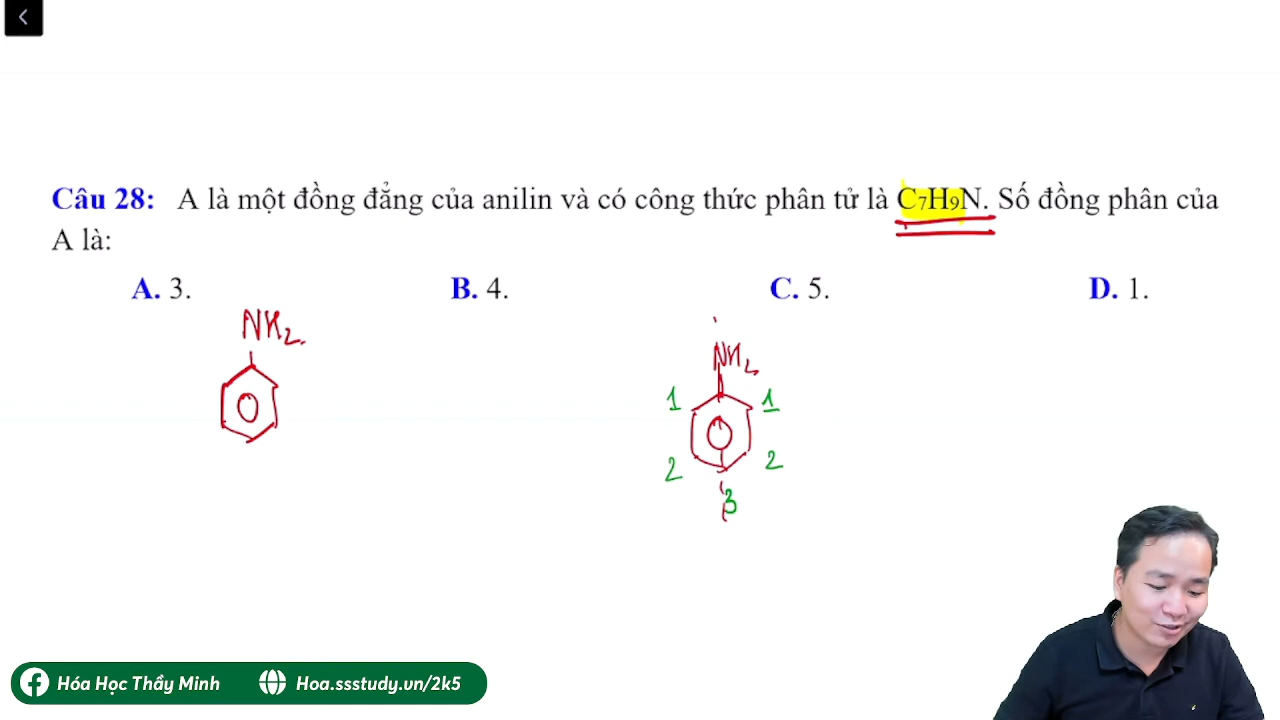 Câu 28: A là một đồng đẳng của anilin và có công thức phân tử là C₇H₉N. Số đồng phân của
A là:
A. 3. B. 4. C. 5. D. 1.
NH₂
NH₂
1 1
2 2
3
Hóa Học Thầy Minh Hoa.ssstudy.vn/2k5